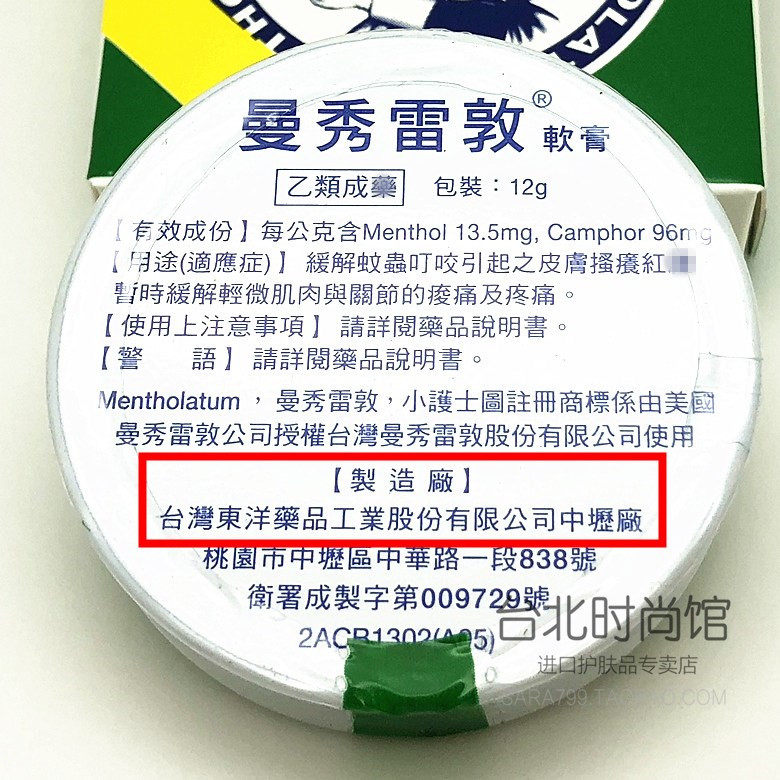 THOLAT
曼秀雷敦® 軟膏
乙類成藥 包裝：12g
【有效成份】每公克含Menthol 13.5mg, Camphor 96mg
【用途(適應症)】 緩解蚊蟲叮咬引起之皮膚搔癢紅
暫時緩解輕微肌肉與關節的痠痛及疼痛。
【使用上注意事項】請詳閱藥品說明書。
【警 語】請詳閱藥品說明書。
Mentholatum ，曼秀雷敦，小護士圖註冊商標係由美國
曼秀雷敦公司授權台灣曼秀雷敦股份有限公司使用
【製造廠】
台灣東洋藥品工業股份有限公司中壢廠
桃園市中壢區中華路一段838號
衛署成製字第009729號
2ACB1302(A05)
台北时尚馆
进口护肤品专卖店
SARA799.TAOBAO.COM